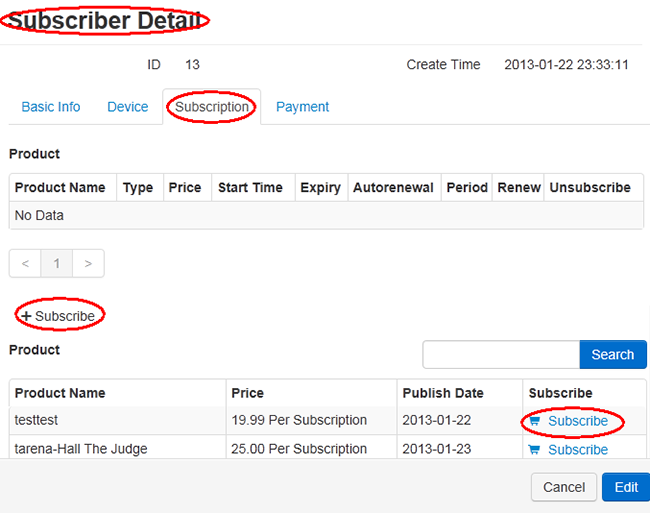 Subscriber Detail
ID 13 Create Time 2013-01-22 23:33:11
Basic Info Device Subscription Payment
Product
Product Name Type Price Start Time Expiry Autorenewal Period Renew Unsubscribe
No Data
< 1 >
+ Subscribe
Product
Search
Product Name Price Publish Date Subscribe
testtest 19.99 Per Subscription 2013-01-22 Subscribe
tarena-Hall The Judge 25.00 Per Subscription 2013-01-23 Subscribe
Cancel Edit